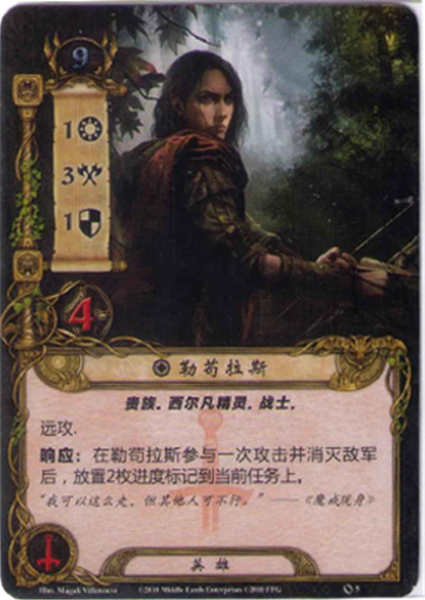 9
1
3
1
4
勒苟拉斯
贵族. 西尔凡精灵. 战士.
远攻.
响应：在勒苟拉斯参与一次攻击并消灭敌军
后，放置2枚进度标记到当前任务上。
“我可以这么走，但其他人可不行。”——《魔戒现身》
英雄
Illus. Magali Villeneuve ©2011 Middle-Earth Enterprises ©2011 FFG 5